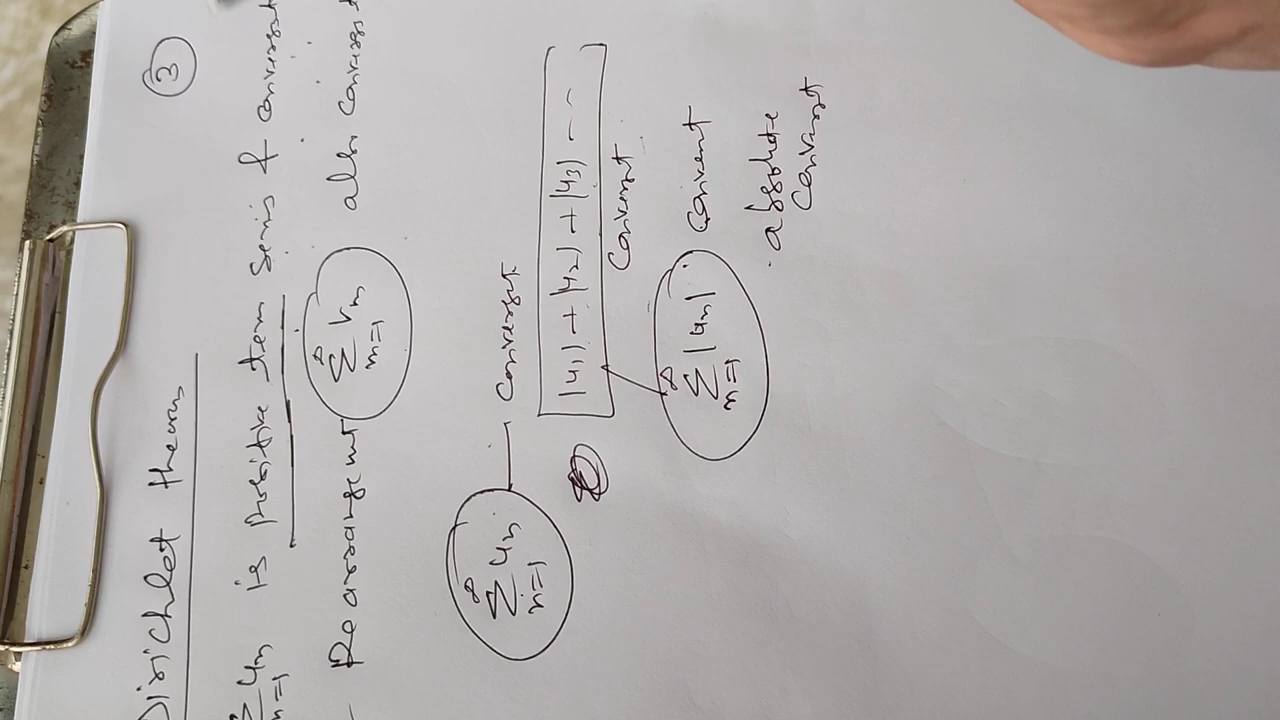 ③
Dirichlet theorem
∞
∑ un is positive term series & convergent
n=1
- Rearrangement ∞∑n=1 vn also convergent
∞∑n=1 un — convergent
|u1| + |u2| + |u3| ---
convergent
∞∑n=1 |un| convergent
. absolute
convergent